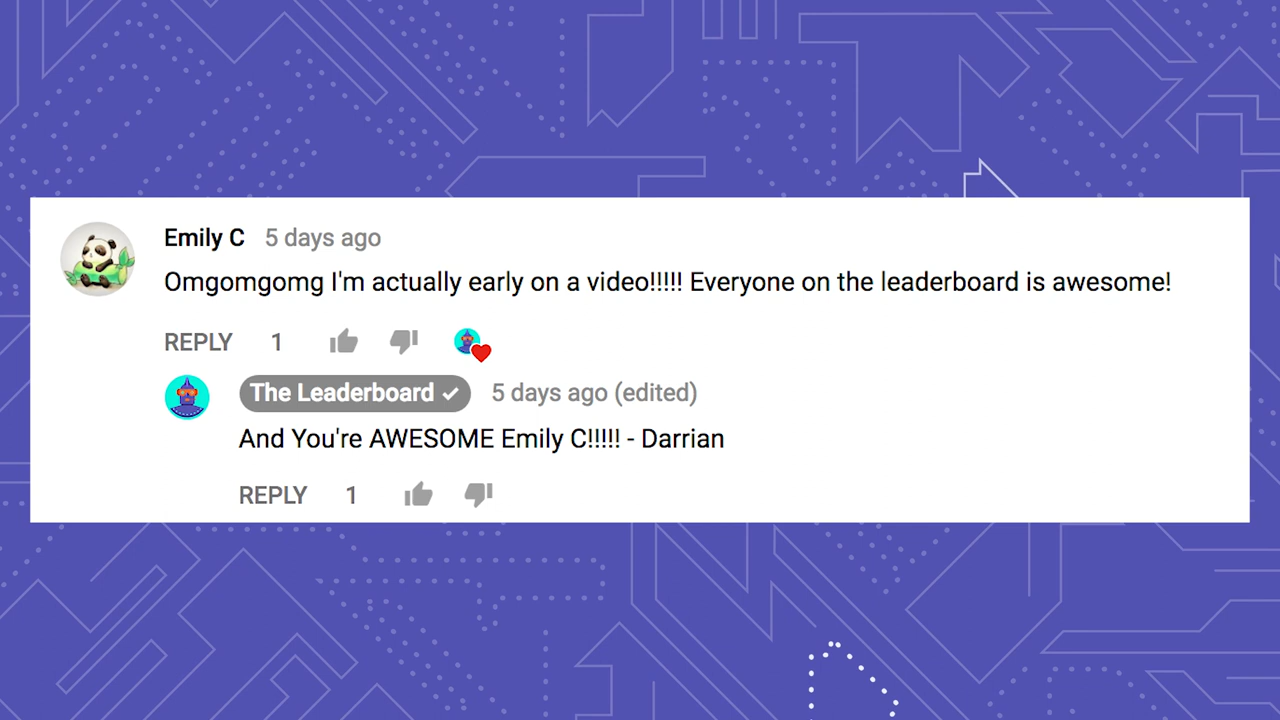 Emily C 5 days ago
Omgomgomg I'm actually early on a video!!!!! Everyone on the leaderboard is awesome!
REPLY 1
The Leaderboard 5 days ago (edited)
And You're AWESOME Emily C!!!!! - Darrian
REPLY 1